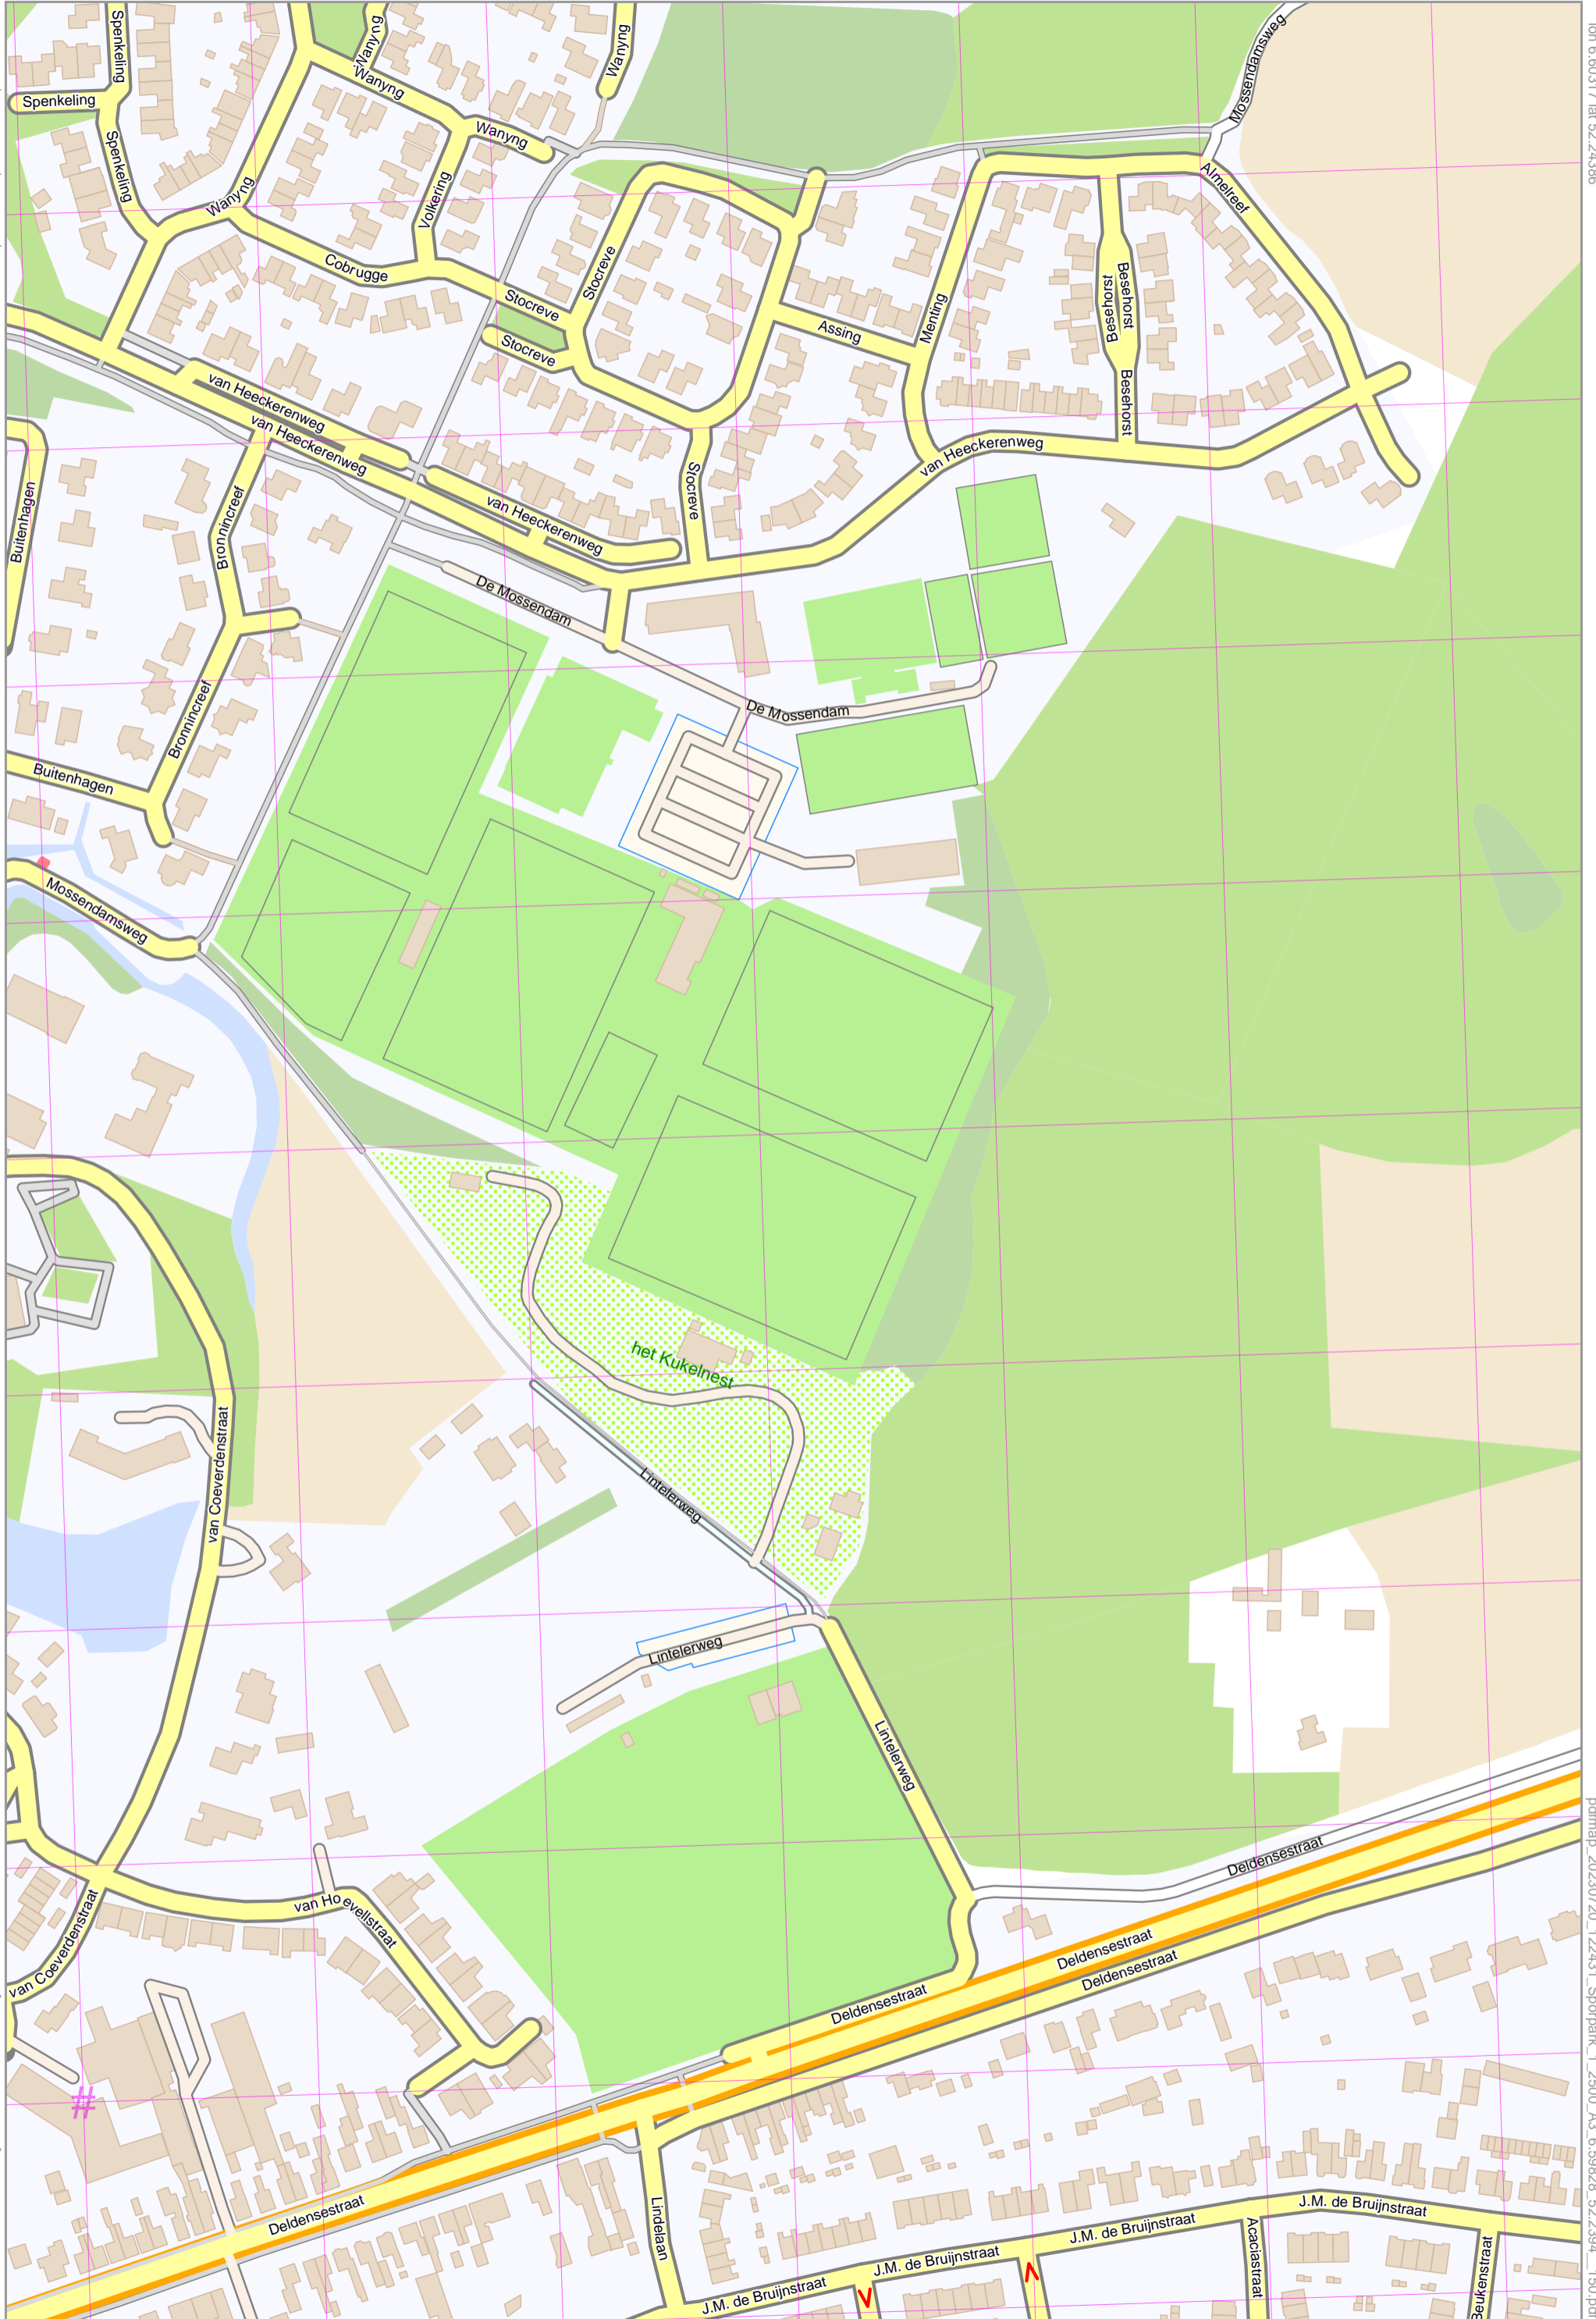 Spenkeling
Wanyng
Wanyng
Wanyng
Spenkeling
Mossendamsweg
Wanyng
Spenkeling
Wanyng
Volkering
Almelreef
Cobrugge
Stocreve
Stocreve
Besehorst
Besehorst
Stocreve
Assing
Menting
van Heeckerenweg
van Heeckerenweg
Besehorst
van Heeckerenweg
Stocreve
van Heeckerenweg
Buitenhagen
Bronnincreef
De Mossendam
Bronnincreef
De Mossendam
Buitenhagen
Mossendamsweg
het Kukelnest
van Coeverdenstraat
Lintelerweg
Lintelerweg
Lintelerweg
Deldensestraat
van Ho
evellstraat
van Coeverdenstraat
Deldensestraat
Deldensestraat
Deldensestraat
#
Deldensestraat
Lindelaan
J.M. de Bruijnstraat
J.M. de Bruijnstraat
J.M. de Bruijnstraat
J.M. de Bruijnstraat
Acaciastraat
Beukenstraat